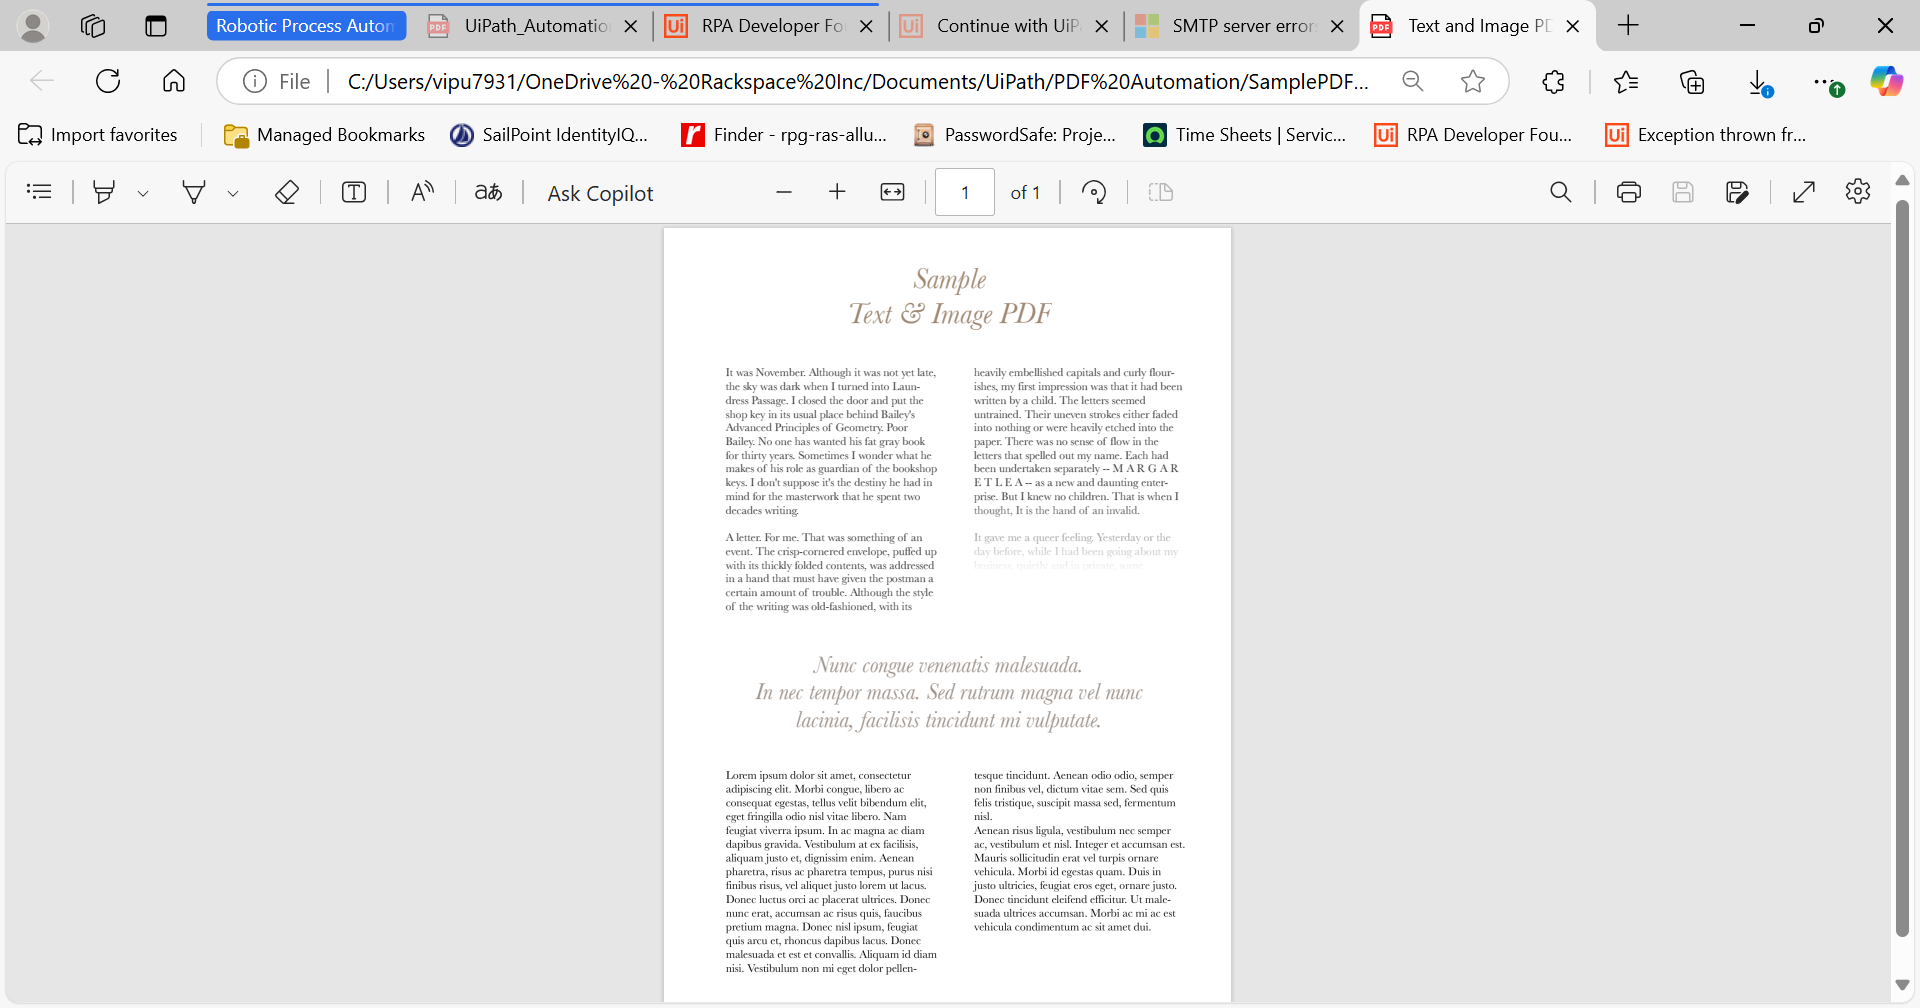 Robotic Process Auton
UiPath_Automatio
RPA Developer Fo
Continue with UiP
SMTP server error
Text and Image PD
File
C:/Users/vipu7931/OneDrive%20-%20Rackspace%20Inc/Documents/UiPath/PDF%20Automation/SamplePDF...
Import favorites
Managed Bookmarks
SailPoint IdentityIQ...
Finder - rpg-ras-allu...
PasswordSafe: Proje...
Time Sheets | Servic...
RPA Developer Fou...
Exception thrown fr...
Ask Copilot
1 of 1
Sample
Text & Image PDF
It was November. Although it was not yet late,
the sky was dark when I turned into Laun-
dress Passage. I closed the door and put the
shop key in its usual place behind Bailey's
Advanced Principles of Geometry. Poor
Bailey. No one has wanted his fat gray book
for thirty years. Sometimes I wonder what he
makes of his role as guardian of the bookshop
keys. I don't suppose it's the destiny he had in
mind for the masterwork that he spent two
decades writing.
A letter. For me. That was something of an
event. The crisp-cornered envelope, puffed up
with its thickly folded contents, was addressed
in a hand that must have given the postman a
certain amount of trouble. Although the style
of the writing was old-fashioned, with its
heavily embellished capitals and curly flour-
ishes, my first impression was that it had been
written by a child. The letters seemed
untrained. Their uneven strokes either faded
into nothing or were heavily etched into the
paper. There was no sense of flow in the
letters that spelled out my name. Each had
been undertaken separately -- M A R G A R
E T L E A -- as a new and daunting enter-
prise. But I knew no children. That is when I
thought, It is the hand of an invalid.
It gave me a queer feeling. Yesterday or the
day before, while I had been going about my
business, quietly and in private, some
Nunc congue venenatis malesuada.
In nec tempor massa. Sed rutrum magna vel nunc
lacinia, facilisis tincidunt mi vulputate.
Lorem ipsum dolor sit amet, consectetur
adipiscing elit. Morbi congue, libero ac
consequat egestas, tellus velit bibendum elit,
eget fringilla odio nisl vitae libero. Nam
feugiat viverra ipsum. In ac magna ac diam
dapibus gravida. Vestibulum at ex facilisis,
aliquam justo et, dignissim enim. Aenean
pharetra, risus ac pharetra tempus, purus nisi
finibus risus, vel aliquet justo lorem ut lacus.
Donec luctus orci ac placerat ultrices. Donec
nunc erat, accumsan ac risus quis, faucibus
pretium magna. Donec nisl ipsum, feugiat
quis arcu et, rhoncus dapibus lacus. Donec
malesuada et est et convallis. Aliquam id diam
nisi. Vestibulum non mi eget dolor pellen-
tesque tincidunt. Aenean odio odio, semper
non finibus vel, dictum vitae sem. Sed quis
felis tristique, suscipit massa sed, fermentum
nisl.
Aenean risus ligula, vestibulum nec semper
ac, vestibulum et nisl. Integer et accumsan est.
Mauris sollicitudin erat vel turpis ornare
vehicula. Morbi id egestas quam. Duis in
justo ultricies, feugiat eros eget, ornare justo.
Donec tincidunt eleifend efficitur. Ut male-
suada ultrices accumsan. Morbi ac mi ac est
vehicula condimentum ac sit amet dui.